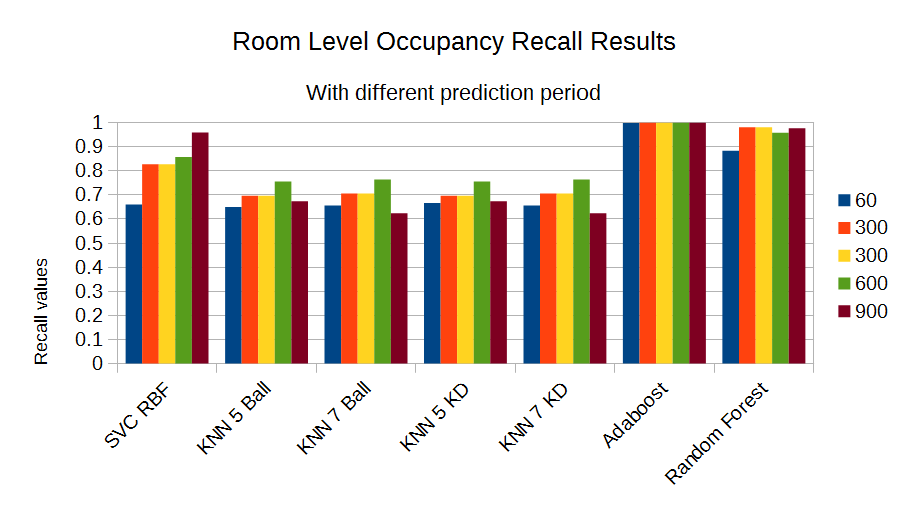 Room Level Occupancy Recall Results
With different prediction period
Recall values
1
0.9
0.8
0.7
0.6
0.5
0.4
0.3
0.2
0.1
0
SVC RBF
KNN 5 Ball
KNN 7 Ball
KNN 5 KD
KNN 7 KD
Adaboost
Random Forest
60
300
300
600
900